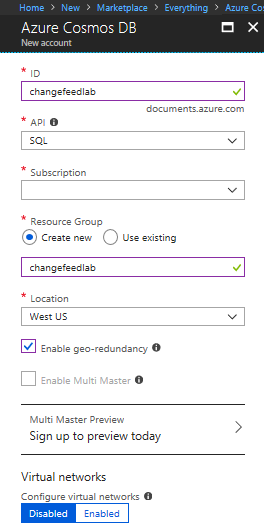 Home > New > Marketplace > Everything > Azure Cos
Azure Cosmos DB
New account
* ID
changefeedlab
documents.azure.com
* API
SQL
* Subscription
* Resource Group
Create new Use existing
changefeedlab
* Location
West US
Enable geo-redundancy
Enable Multi Master
Multi Master Preview
Sign up to preview today
Virtual networks
Configure virtual networks
Disabled Enabled